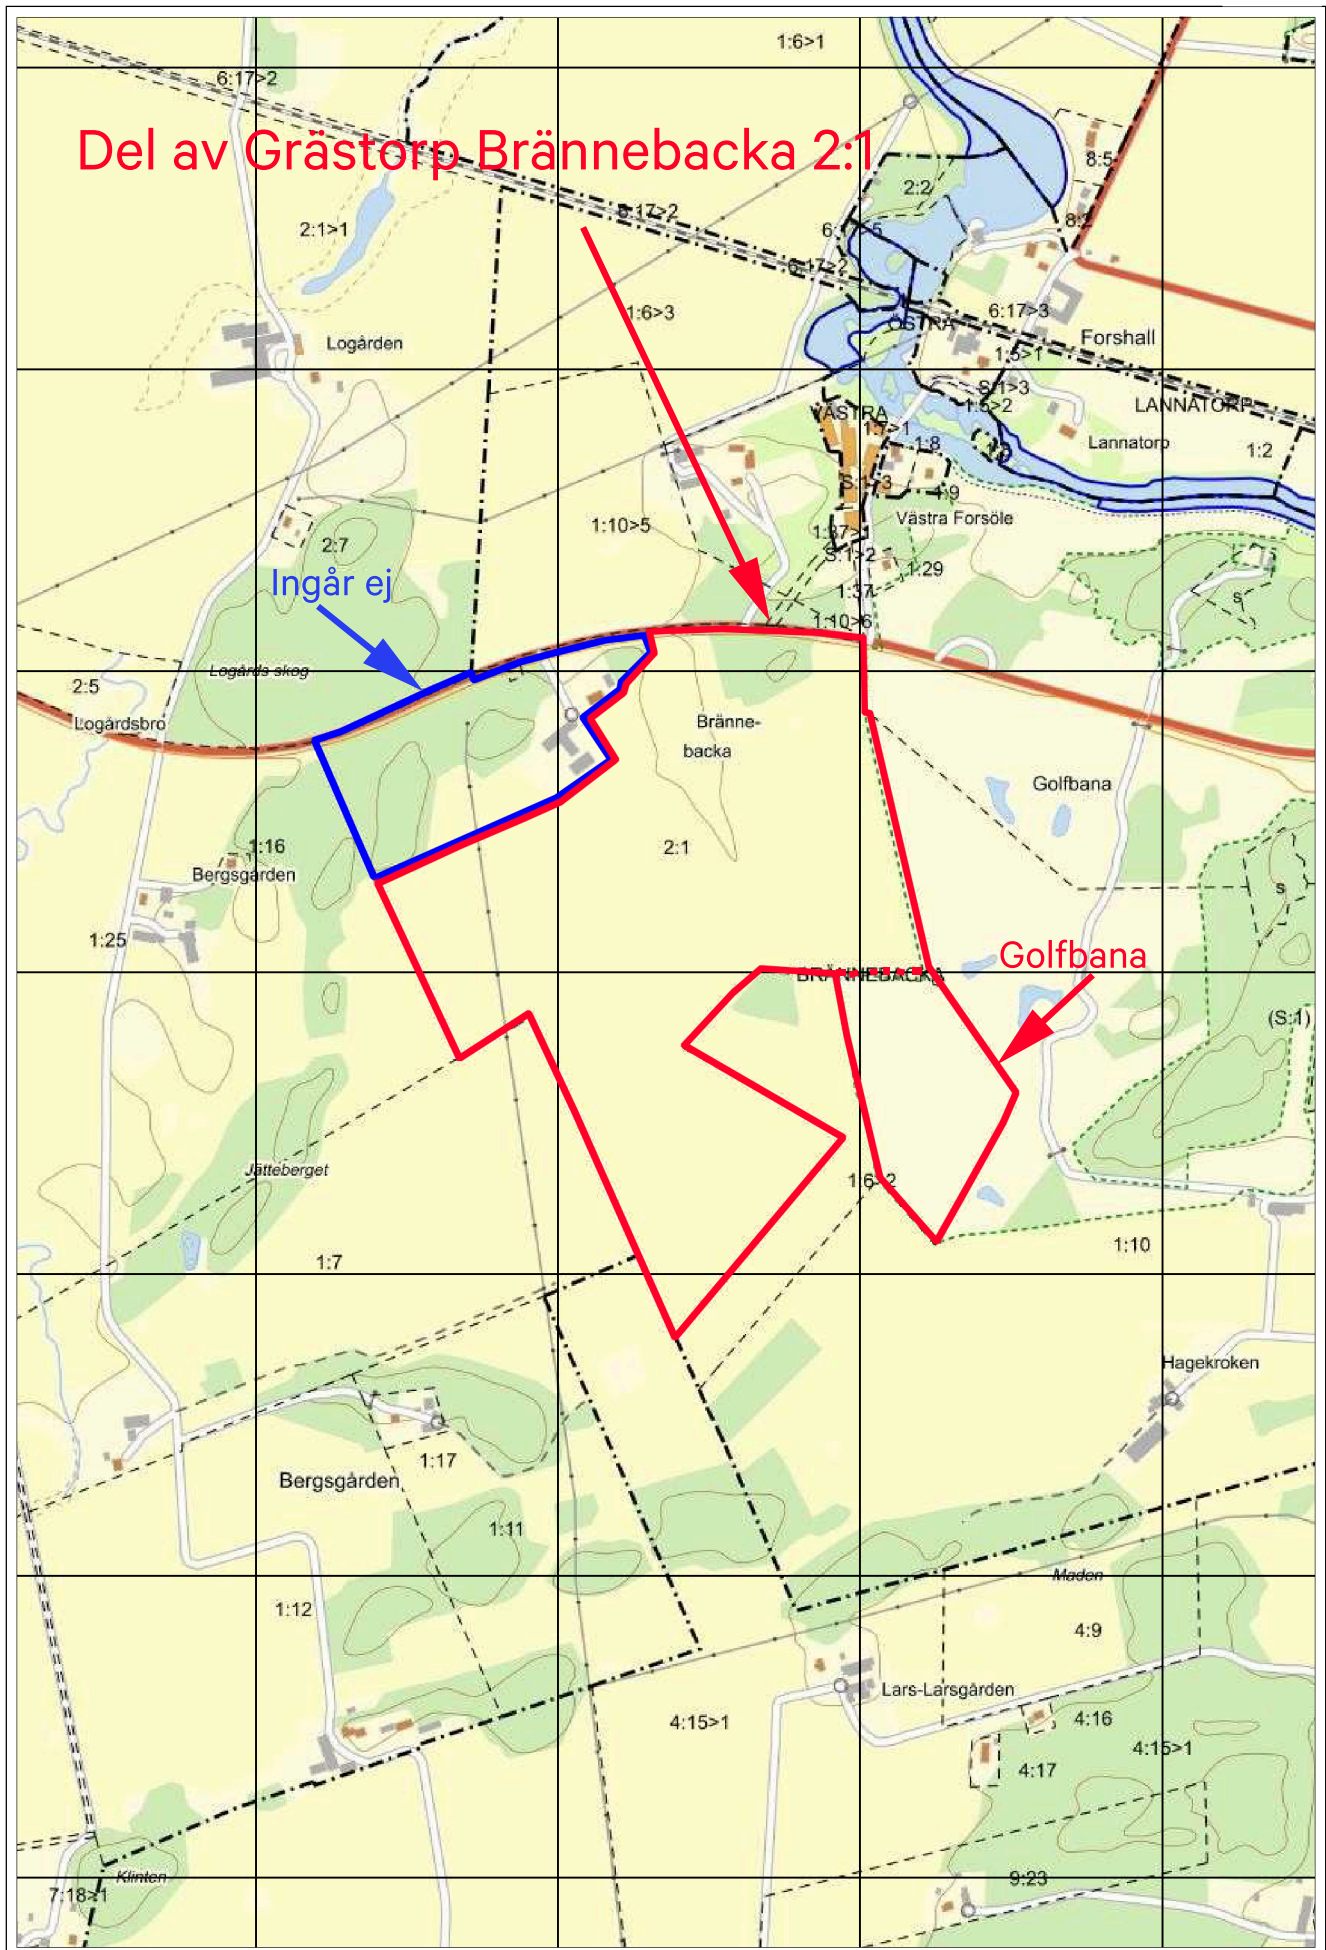 1:6>1
6:17>2
Del av Grästorp Brännebacka 2:1
8:5
2:2
6:17>2
8:2
2:1>1
6:17>5
6:17>2
1:6>3
6:17>3
ÖSTRA
Logården
Forshall
1:5>1
S:1>3
1:5>2
LANNATORP
VÄSTRA
1:7>1
1:8
Lannatorp
1:2
S:1>3
1:9
1:10>5
Västra Forsöle
1:37>1
2:7
S:1>2
1:29
Ingår ej
1:37
s
1:10>6
Logårds skog
2:5
Logårdsbro
Bränne-
backa
Golfbana
1:16
2:1
Bergsgården
s
1:25
Golfbana
BRÄNNEBACKA
(S:1)
Jätteberget
1:6>2
1:7
1:10
Hagekroken
1:17
Bergsgården
1:11
Maden
1:12
4:9
Lars-Larsgården
4:15>1
4:16
4:15>1
4:17
Klinten
9:23
7:18>1